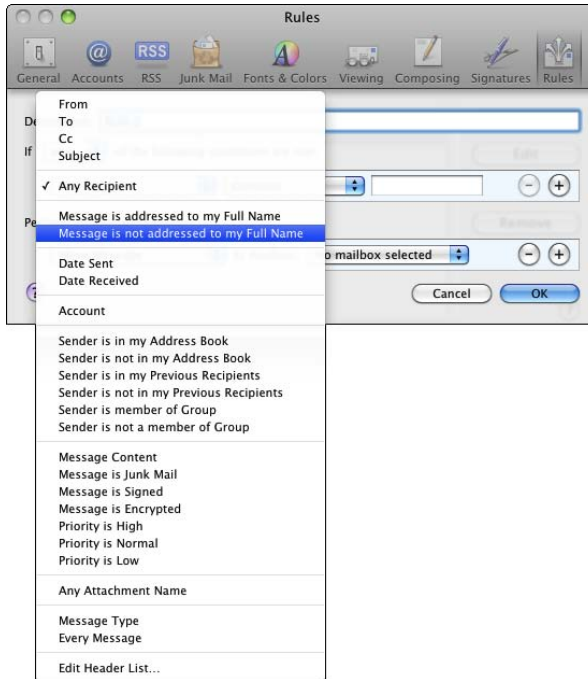 Rules
General Accounts RSS Junk Mail Fonts & Colors Viewing Composing Signatures Rules
RSS
From
To
Cc
Subject
If
✓ Any Recipient
Message is addressed to my Full Name
Message is not addressed to my Full Name
mailbox selected
Date Sent
Date Received
Cancel OK
Account
Sender is in my Address Book
Sender is not in my Address Book
Sender is in my Previous Recipients
Sender is not in my Previous Recipients
Sender is member of Group
Sender is not a member of Group
Message Content
Message is Junk Mail
Message is Signed
Message is Encrypted
Priority is High
Priority is Normal
Priority is Low
Any Attachment Name
Message Type
Every Message
Edit Header List...